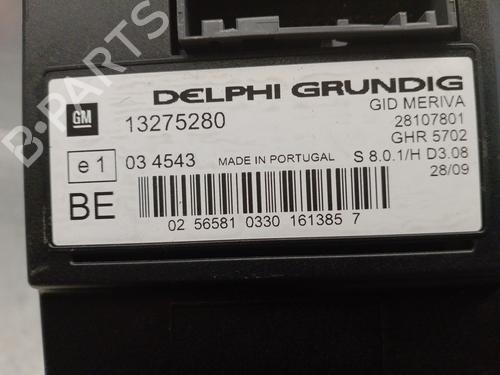 DELPHI GRUNDIG
GM 13275280
GID MERIVA
28107801
GHR 5702
e1 03 4543 MADE IN PORTUGAL S 8.0.1/H D3.08
28/09
BE
02 56581 0330 161385 7
B-PARTS